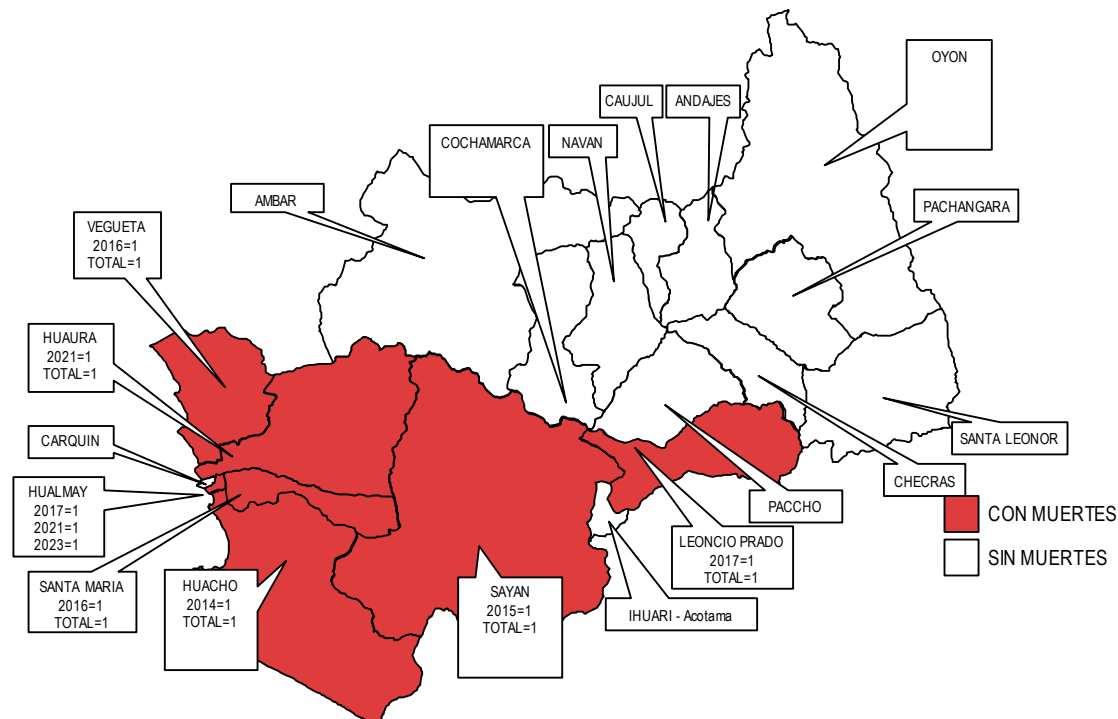 OYON
CAUJUL
ANDAJES
COCHAMARCA
NAVAN
AMBAR
PACHANGARA
VEGUETA
2016=1
TOTAL=1
HUAURA
2021=1
TOTAL=1
CARQUIN
HUALMAY
2017=1
2021=1
2023=1
SANTA MARIA
2016=1
TOTAL=1
HUACHO
2014=1
TOTAL=1
SAYAN
2015=1
TOTAL=1
LEONCIO PRADO
2017=1
TOTAL=1
IHUARI - Acotama
PACCHO
CHECRAS
SANTA LEONOR
CON MUERTES
SIN MUERTES